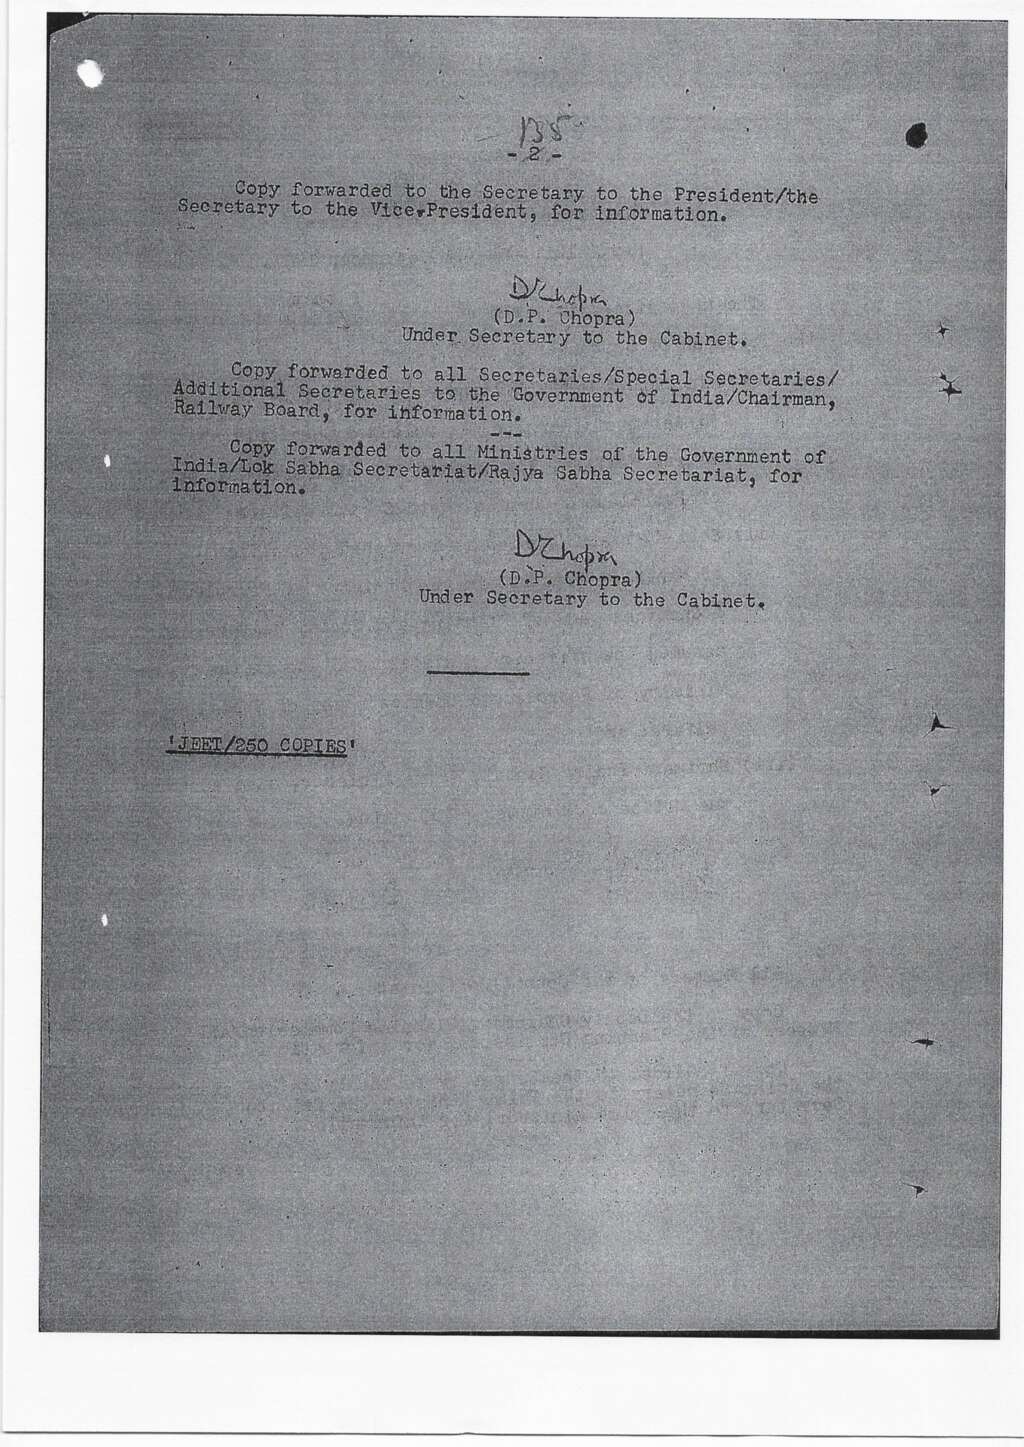 135
- 2 -
Copy forwarded to the Secretary to the President/the
Secretary to the Vice-President, for information.
DPChopra
(D.P. Chopra)
Under Secretary to the Cabinet.
Copy forwarded to all Secretaries/Special Secretaries/
Additional Secretaries to the Government of India/Chairman,
Railway Board, for information.
---
Copy forwarded to all Ministries of the Government of
India/Lok Sabha Secretariat/Rajya Sabha Secretariat, for
information.
DPChopra
(D.P. Chopra)
Under Secretary to the Cabinet.
'JEET/250 COPIES'